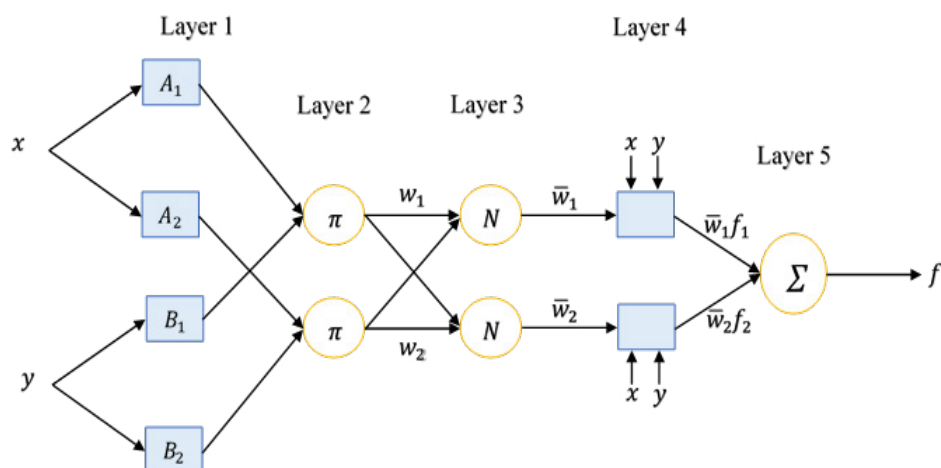 Layer 1
Layer 2
Layer 3
Layer 4
Layer 5
x
y
A₁
A₂
B₁
B₂
π
π
w₁
w₂
N
N
w̅₁
w̅₂
x y
x y
w̅₁f₁
w̅₂f₂
Σ
f